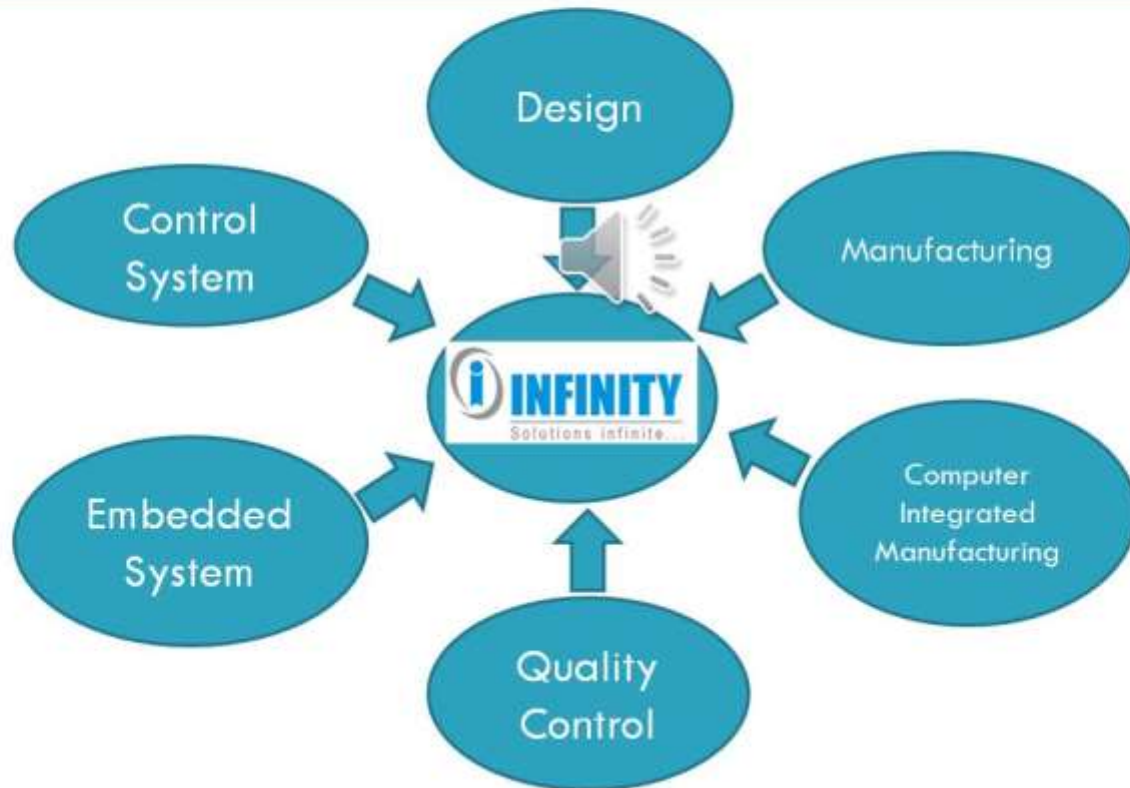 Design
Control
System
Manufacturing
INFINITY
Solutions infinite...
Embedded
System
Computer
Integrated
Manufacturing
Quality
Control